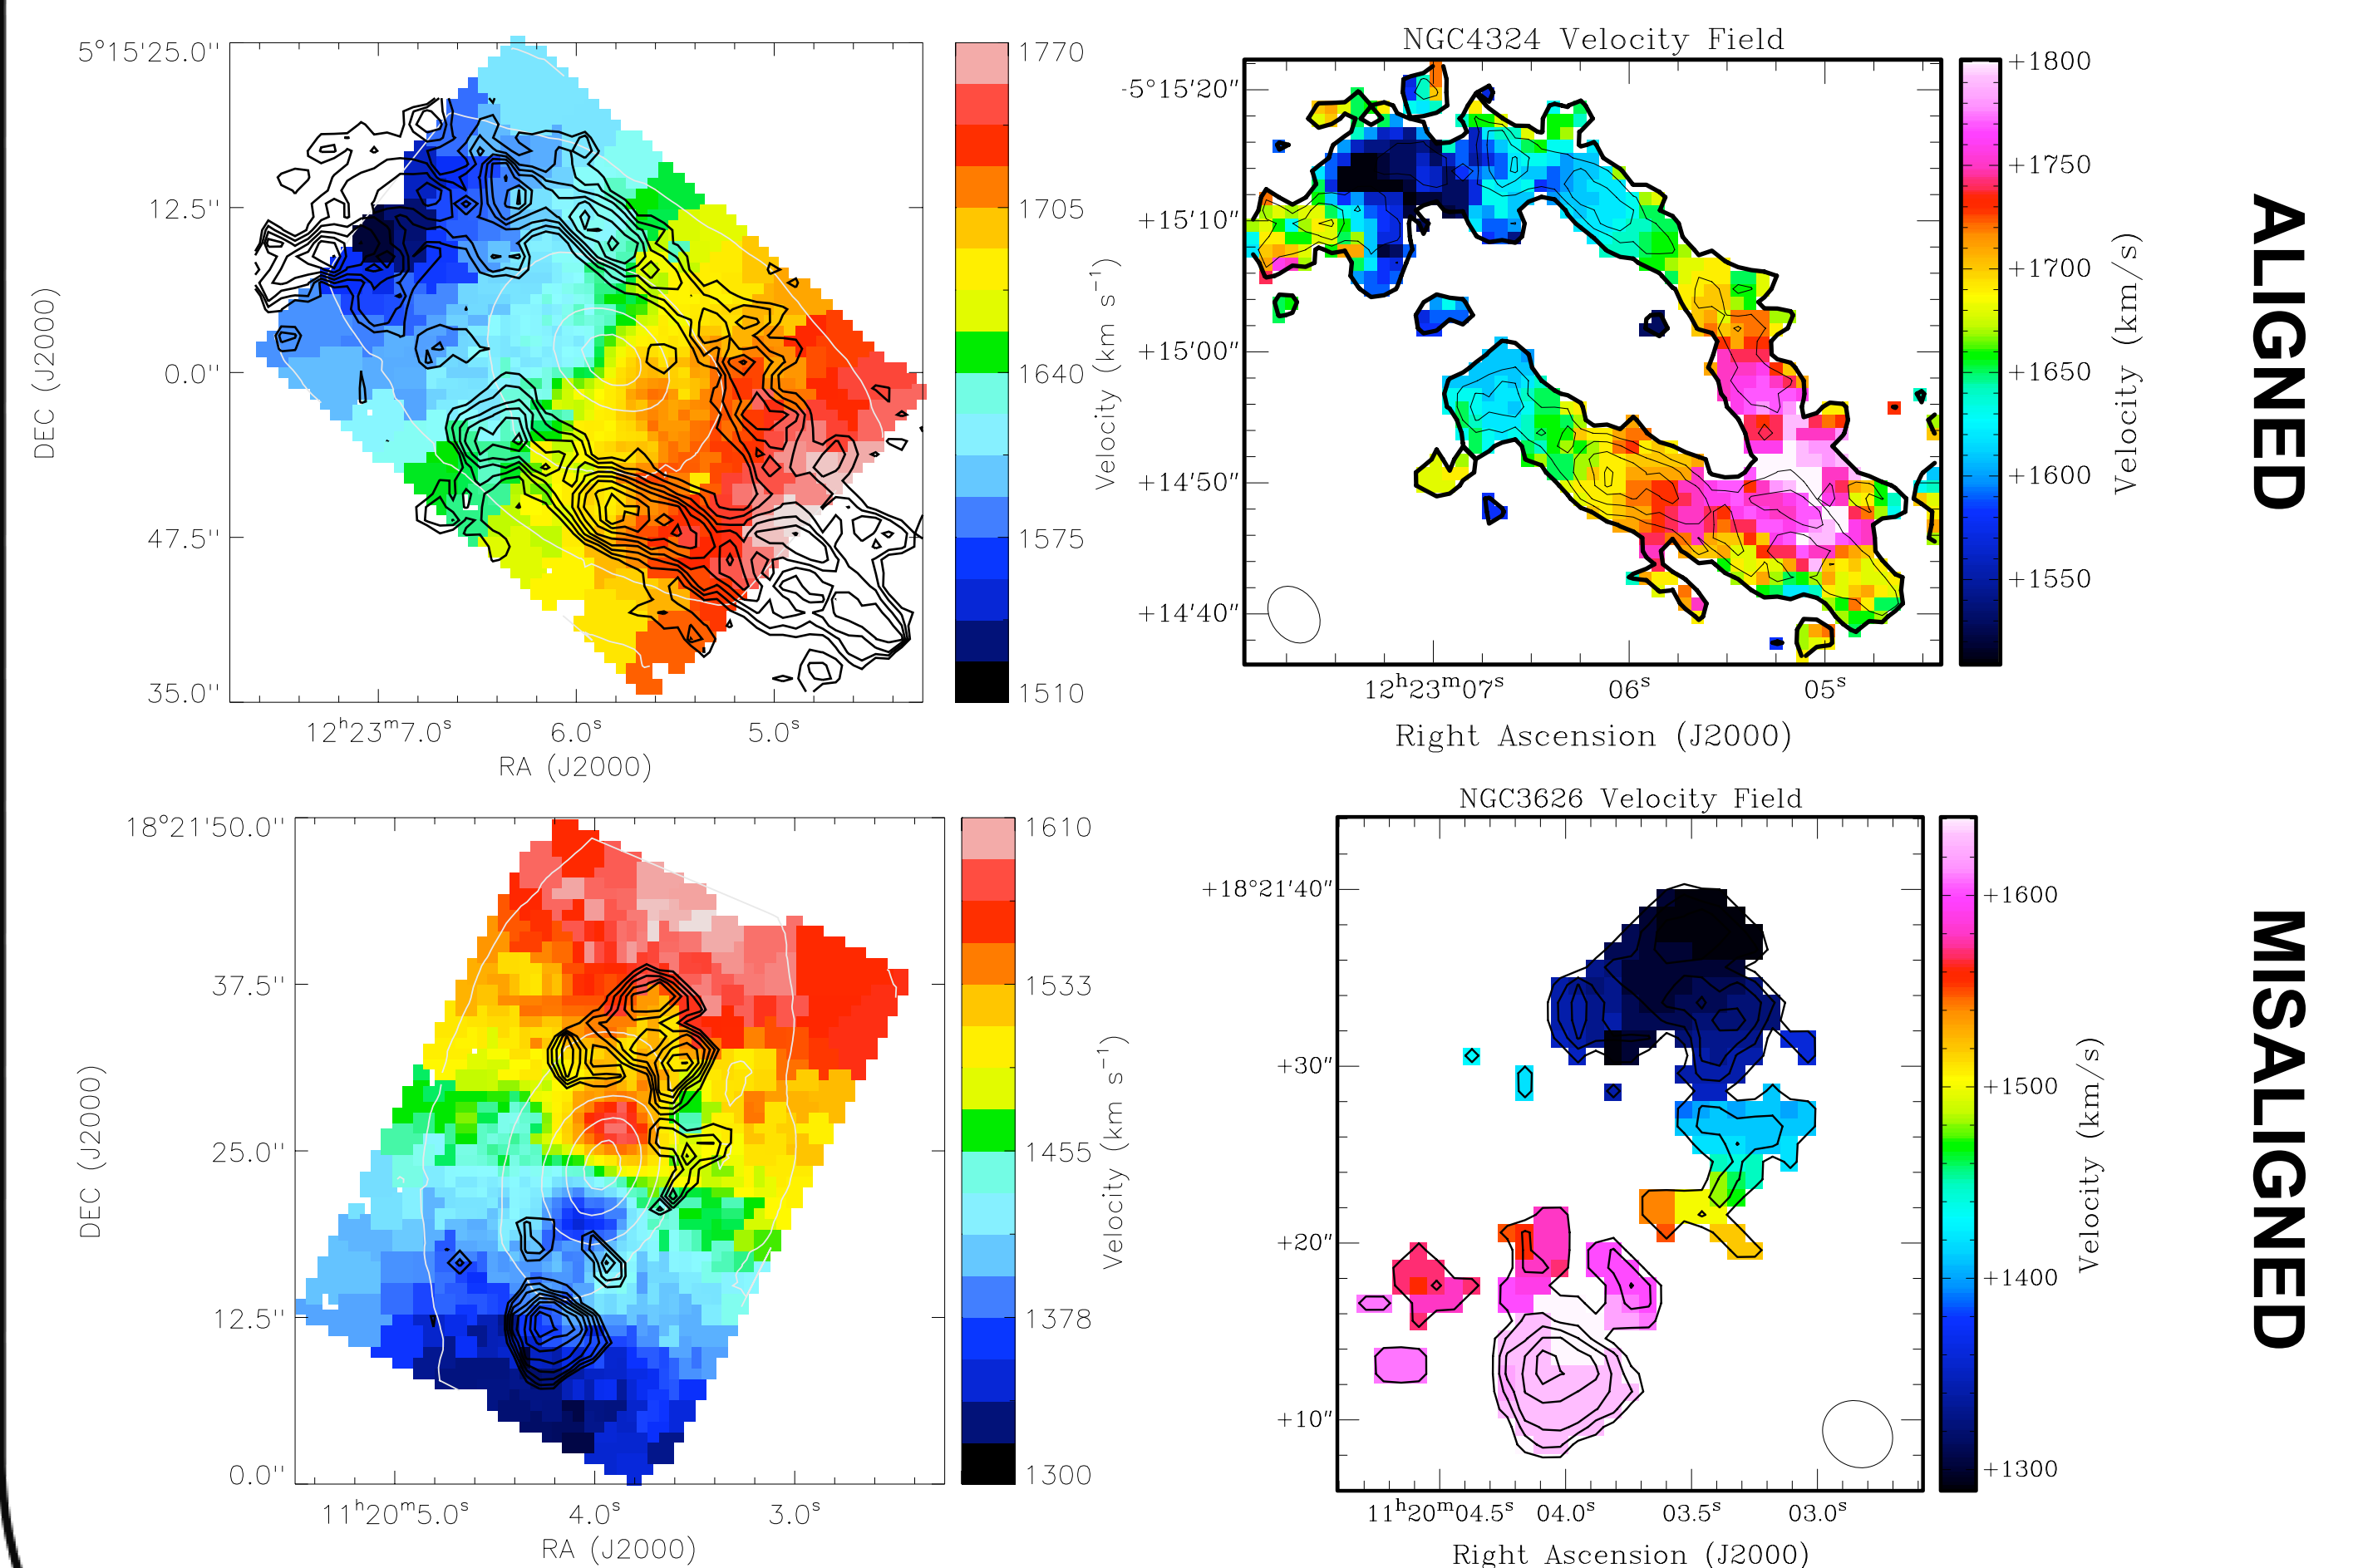 5°15'25.0''
12.5''
0.0''
47.5''
35.0''
DEC (J2000)
12ʰ23ᵐ7.0ˢ 6.0ˢ 5.0ˢ
RA (J2000)
1770
1705
1640
1575
1510
Velocity (km s⁻¹)
NGC4324 Velocity Field
-5°15'20"
+15'10"
+15'00"
+14'50"
+14'40"
12ʰ23ᵐ07ˢ 06ˢ 05ˢ
Right Ascension (J2000)
+1800
+1750
+1700
+1650
+1600
+1550
Velocity (km/s)
ALIGNED
18°21'50.0''
37.5''
25.0''
12.5''
0.0''
DEC (J2000)
11ʰ20ᵐ5.0ˢ 4.0ˢ 3.0ˢ
RA (J2000)
1610
1533
1455
1378
1300
Velocity (km s⁻¹)
NGC3626 Velocity Field
+18°21'40"
+30"
+20"
+10"
11ʰ20ᵐ04.5ˢ 04.0ˢ 03.5ˢ 03.0ˢ
Right Ascension (J2000)
+1600
+1500
+1400
+1300
Velocity (km/s)
MISALIGNED